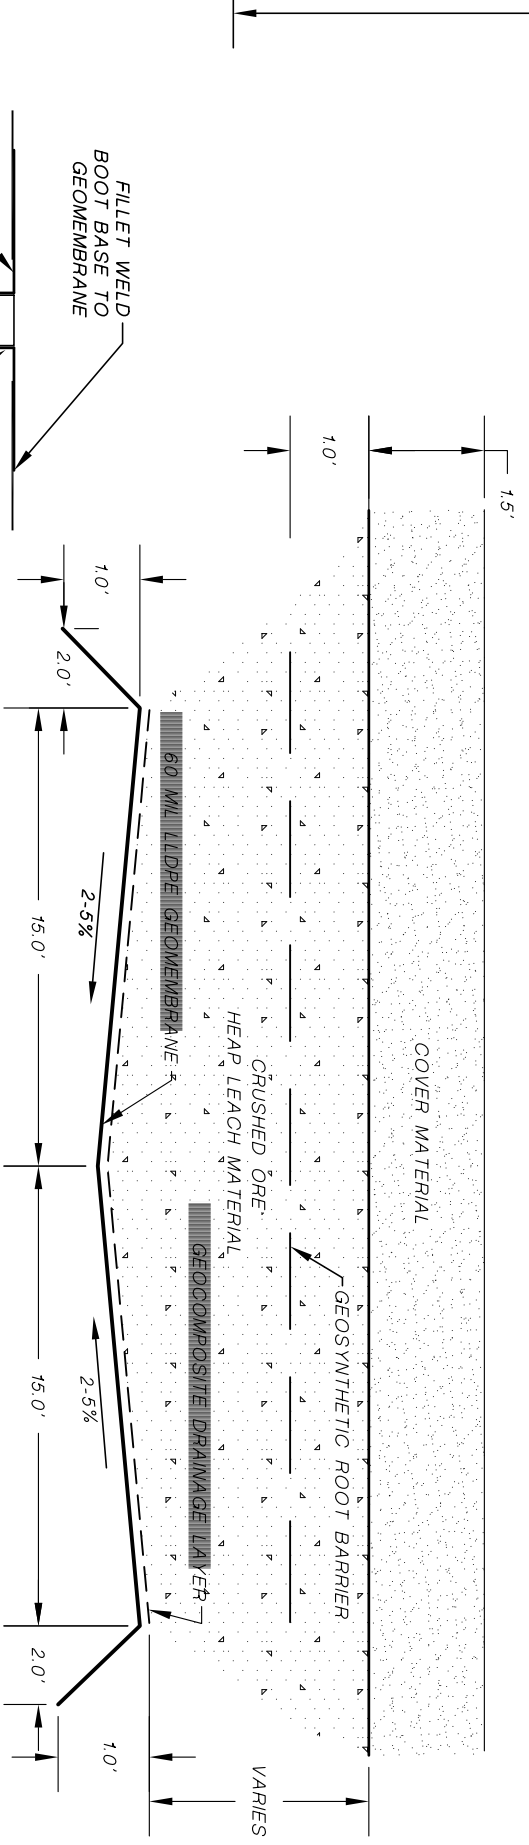 1.5'
1.0'
COVER MATERIAL
GEOSYNTHETIC ROOT BARRIER
CRUSHED ORE
HEAP LEACH MATERIAL
VARIES
GEOCOMPOSITE DRAINAGE LAYER
60 MIL LLDPE GEOMEMBRANE
FILLET WELD
BOOT BASE TO
GEOMEMBRANE
1.0'
2.0'
2-5%
2-5%
1.0'
15.0'
15.0'
2.0'